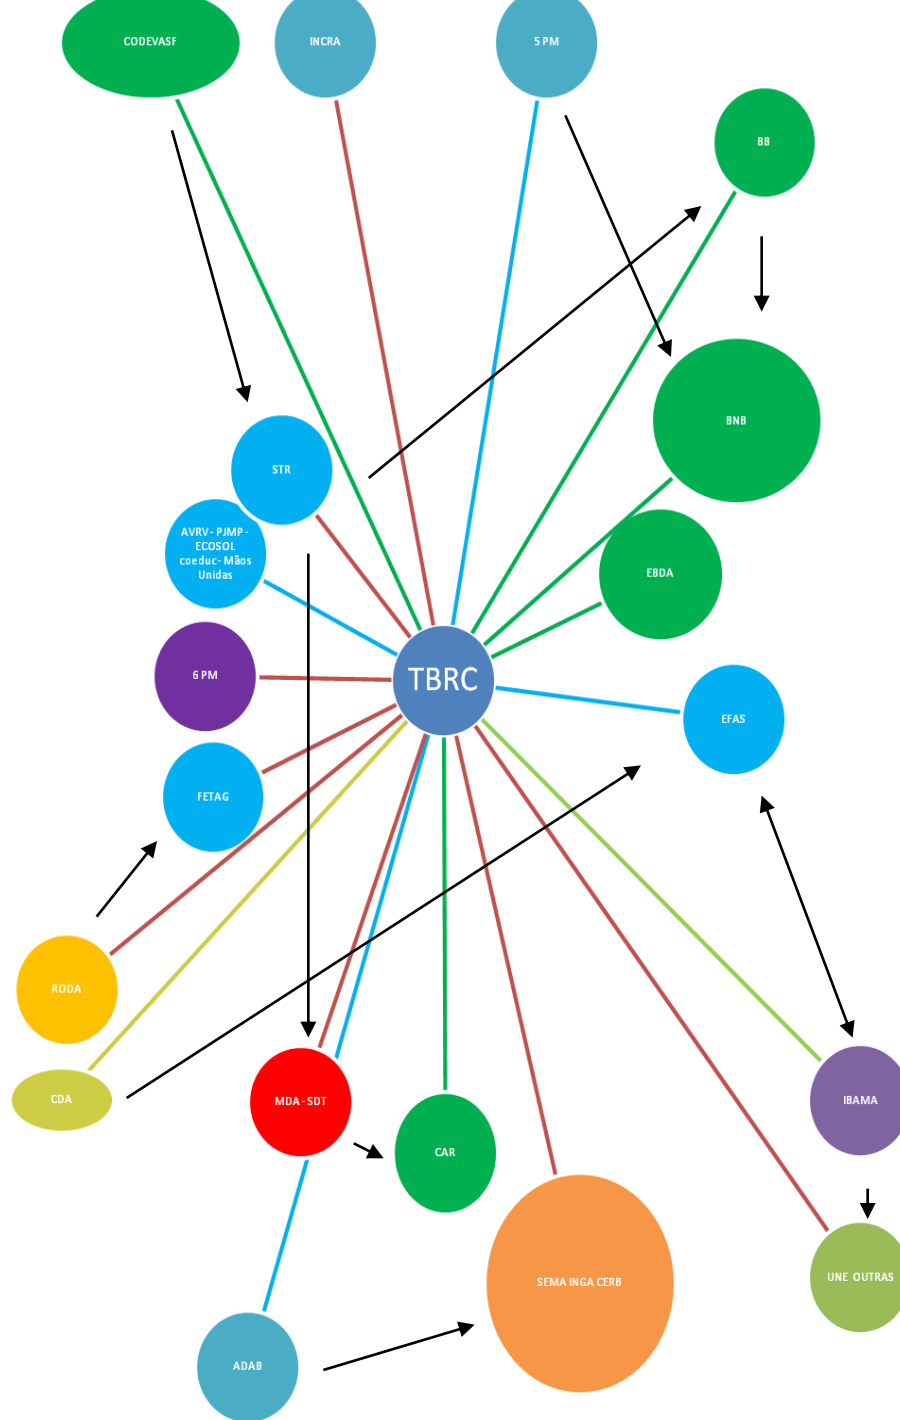 CODEVASF
INCRA
5 PM
BB
BNB
STR
AVRV - PJMP -
ECOSOL
coeduc - Mãos
Unidas
EBDA
6 PM
TBRC
EFAS
FETAG
RODA
CDA
MDA - SDT
IBAMA
CAR
SEMA INGA CERB
UNE OUTRAS
ADAB